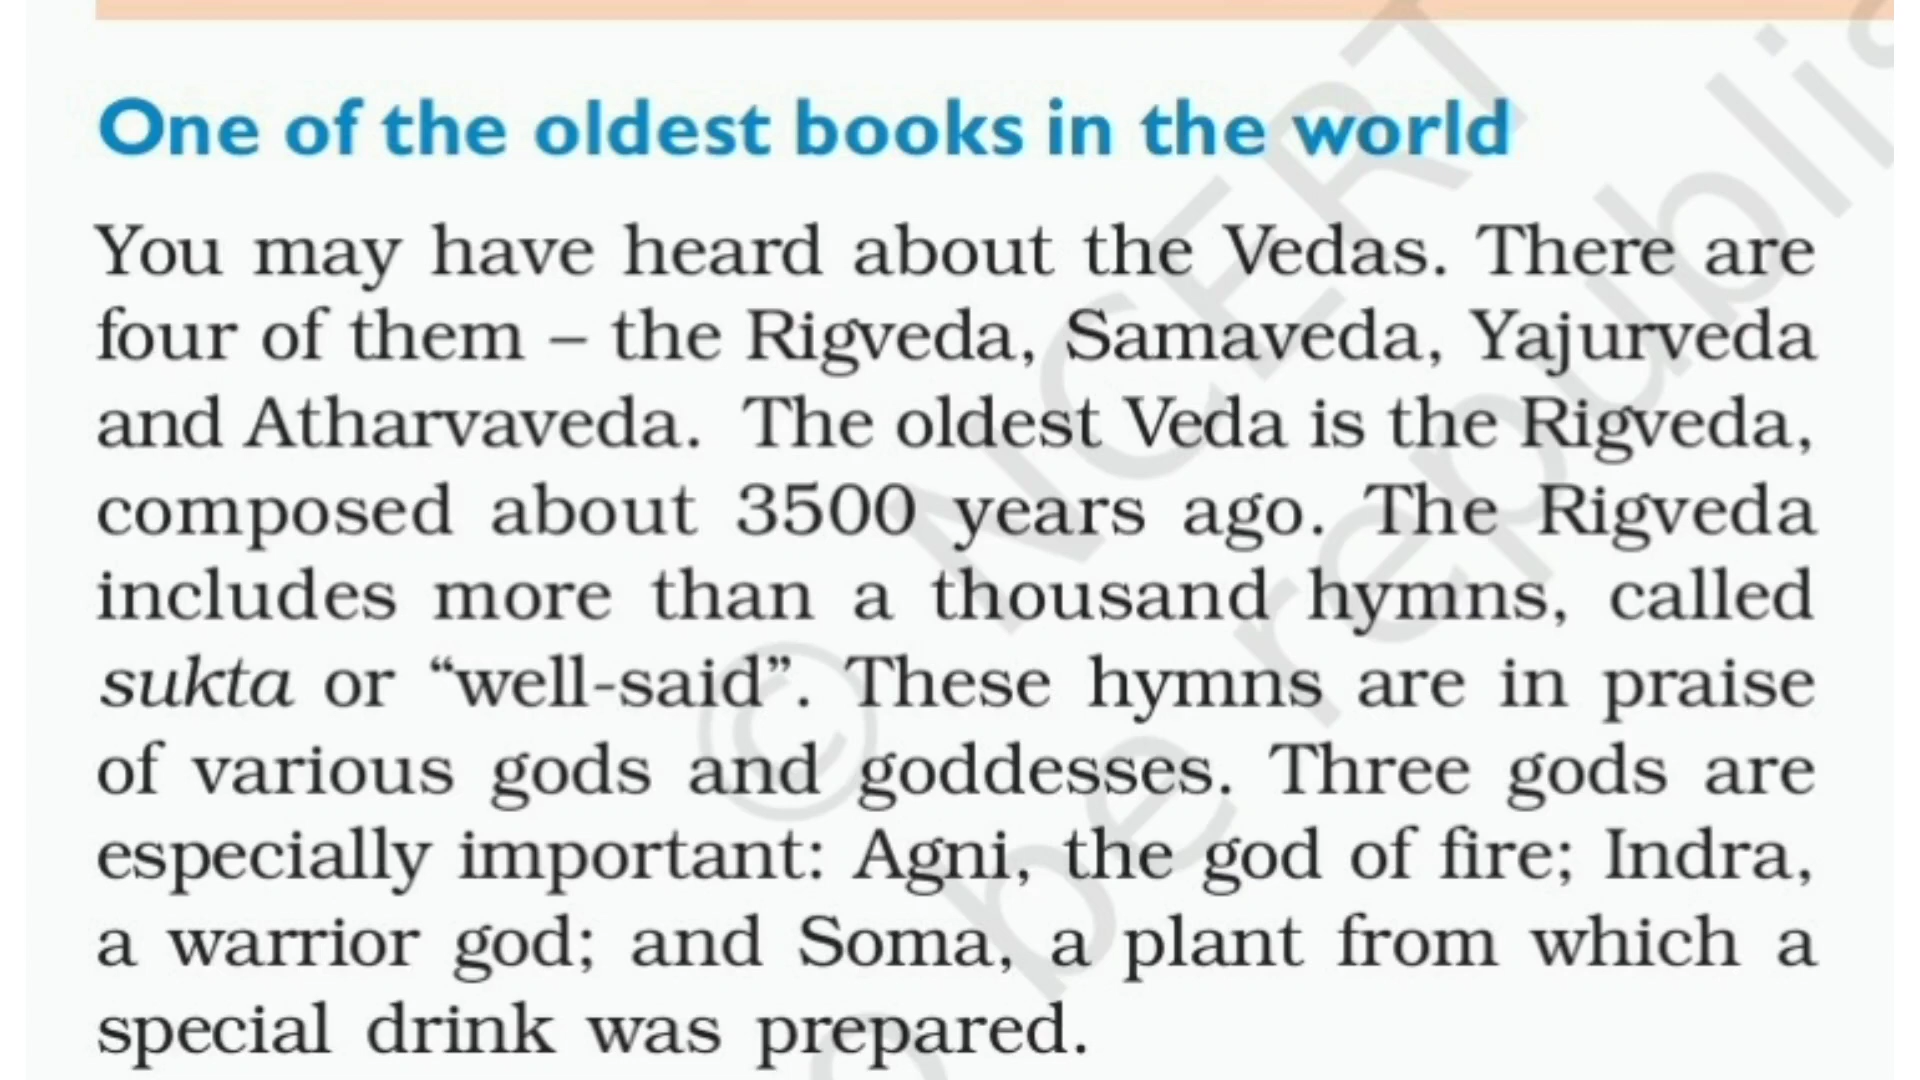 One of the oldest books in the world
You may have heard about the Vedas. There are
four of them – the Rigveda, Samaveda, Yajurveda
and Atharvaveda. The oldest Veda is the Rigveda,
composed about 3500 years ago. The Rigveda
includes more than a thousand hymns, called
sukta or “well-said”. These hymns are in praise
of various gods and goddesses. Three gods are
especially important: Agni, the god of fire; Indra,
a warrior god; and Soma, a plant from which a
special drink was prepared.
© NCERT
be republis